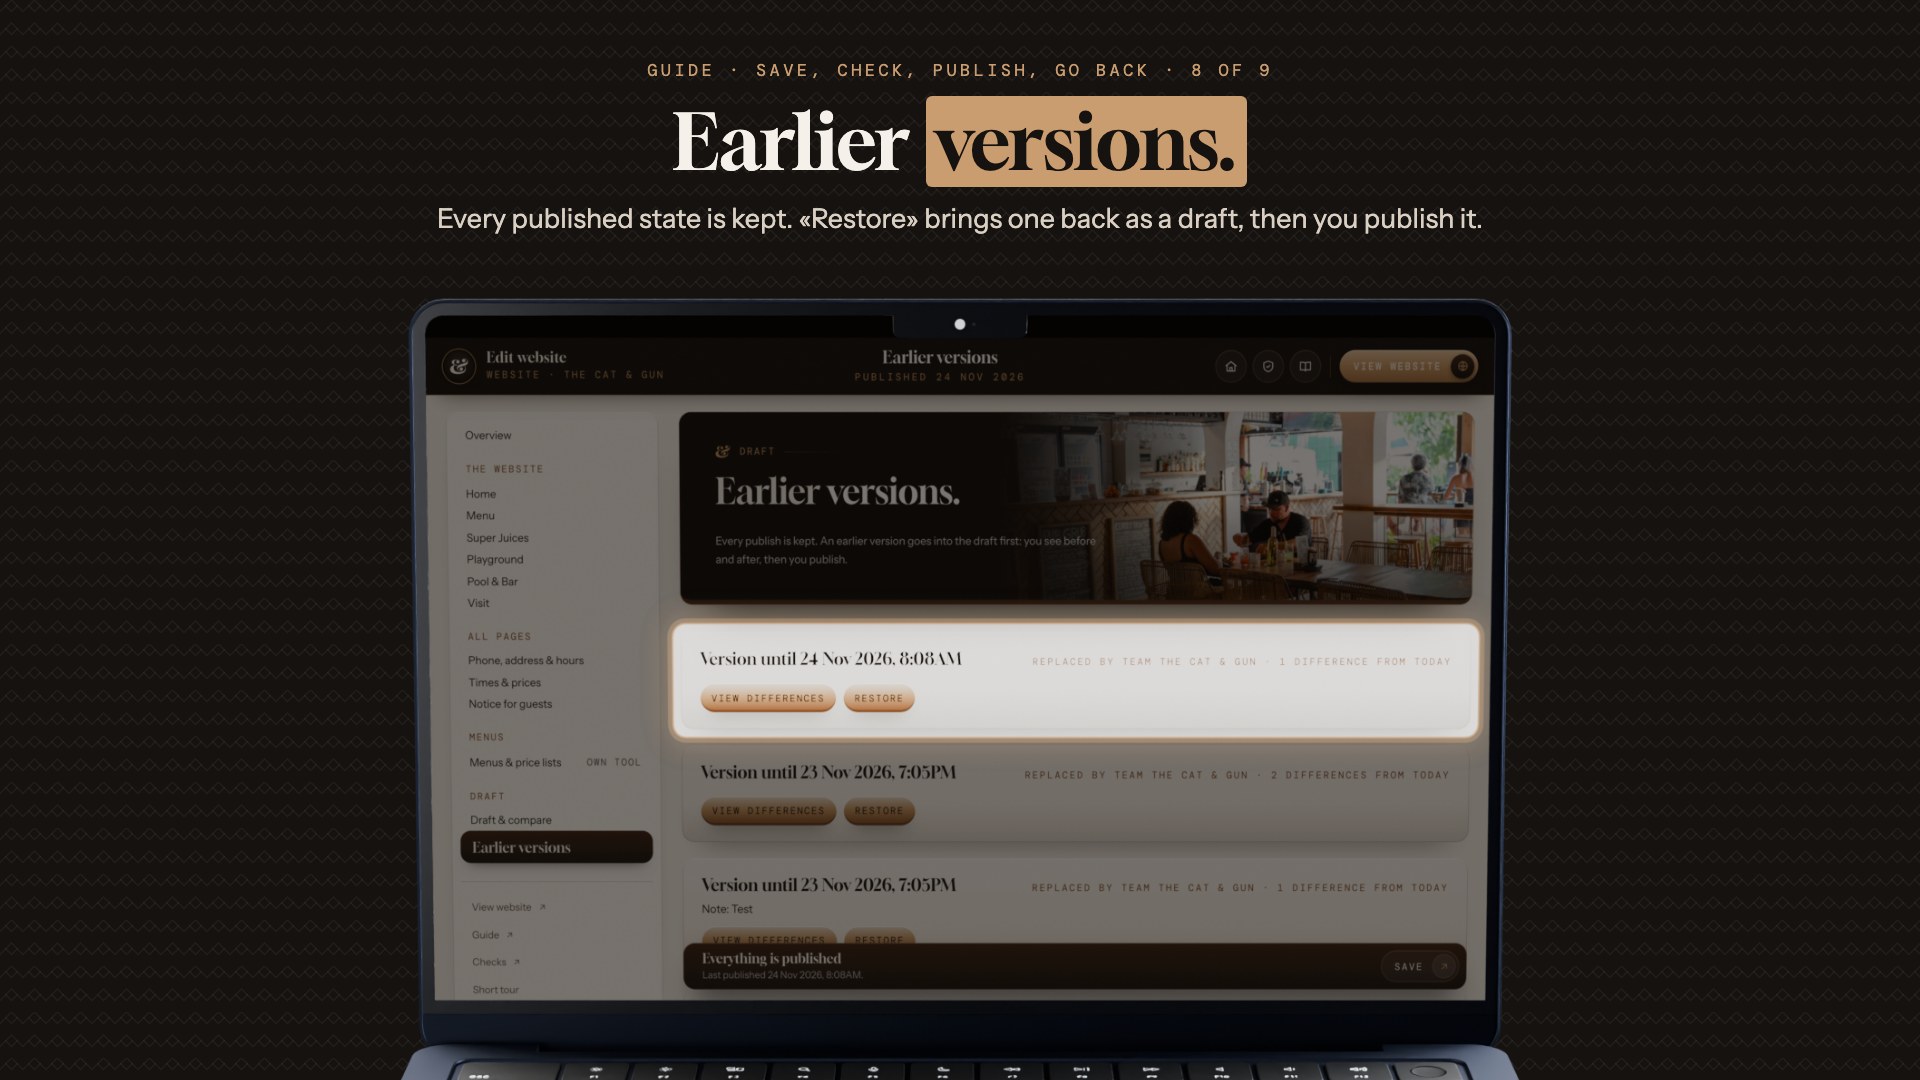 GUIDE · SAVE, CHECK, PUBLISH, GO BACK · 8 OF 9
Earlier versions.
Every published state is kept. «Restore» brings one back as a draft, then you publish it.
&
Edit website
WEBSITE · THE CAT & GUN
Earlier versions
PUBLISHED 24 NOV 2026
VIEW WEBSITE
Overview
THE WEBSITE
Home
Menu
Super Juices
Playground
Pool & Bar
Visit
ALL PAGES
Phone, address & hours
Times & prices
Notice for guests
MENUS
Menus & price lists OWN TOOL
DRAFT
Draft & compare
Earlier versions
View website ↗
Guide ↗
Checks ↗
Short tour
& DRAFT
Earlier versions.
Every publish is kept. An earlier version goes into the draft first: you see before
and after, then you publish.
Version until 24 Nov 2026, 8:08AM
REPLACED BY TEAM THE CAT & GUN · 1 DIFFERENCE FROM TODAY
VIEW DIFFERENCES RESTORE
Version until 23 Nov 2026, 7:05PM
REPLACED BY TEAM THE CAT & GUN · 2 DIFFERENCES FROM TODAY
VIEW DIFFERENCES RESTORE
Version until 23 Nov 2026, 7:05PM
REPLACED BY TEAM THE CAT & GUN · 1 DIFFERENCE FROM TODAY
Note: Test
VIEW DIFFERENCES RESTORE
Everything is published
Last published 24 Nov 2026, 8:08AM.
SAVE ↗